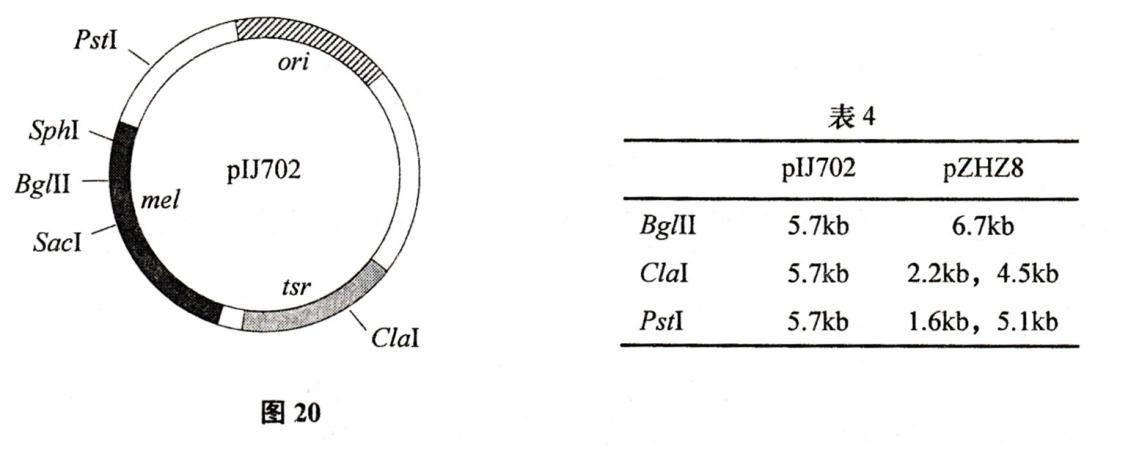 PstI
ori
SphI
BglII
mel
SacI
pIJ702
tsr
ClaI
图 20
表 4
pIJ702 pZHZ8
BglII 5.7kb 6.7kb
ClaI 5.7kb 2.2kb，4.5kb
PstI 5.7kb 1.6kb，5.1kb